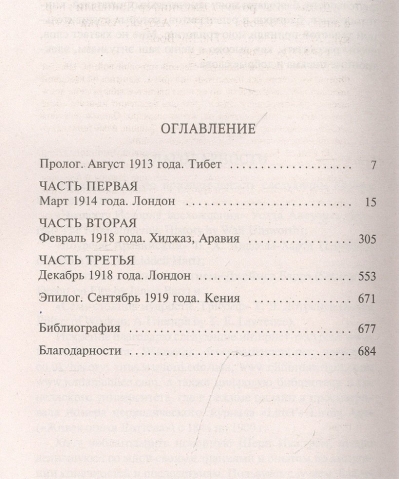 ОГЛАВЛЕНИЕ
Пролог. Август 1913 года. Тибет .................... 7
ЧАСТЬ ПЕРВАЯ
Март 1914 года. Лондон .......................... 15
ЧАСТЬ ВТОРАЯ
Февраль 1918 года. Хиджаз, Аравия ............. 305
ЧАСТЬ ТРЕТЬЯ
Декабрь 1918 года. Лондон ...................... 553
Эпилог. Сентябрь 1919 года. Кения ............. 671
Библиография .................................. 677
Благодарности ................................. 684